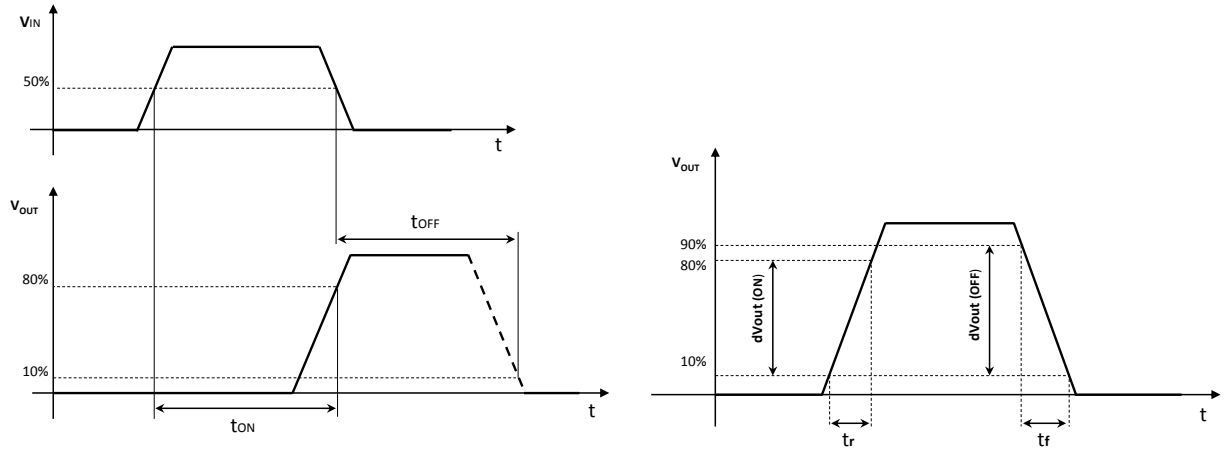 VIN
50%
t
VOUT
tOFF
80%
10%
t
tON
VOUT
90%
80%
dVout (ON)
dVout (OFF)
10%
t
tr
tf